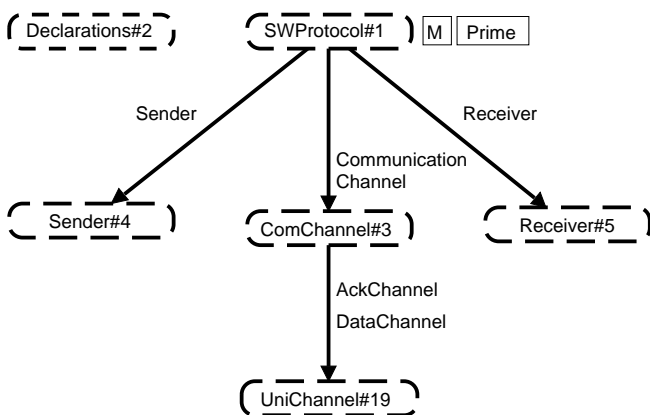 Declarations#2
SWProtocol#1
M
Prime
Sender
Receiver
Communication
Channel
Sender#4
ComChannel#3
Receiver#5
AckChannel
DataChannel
UniChannel#19